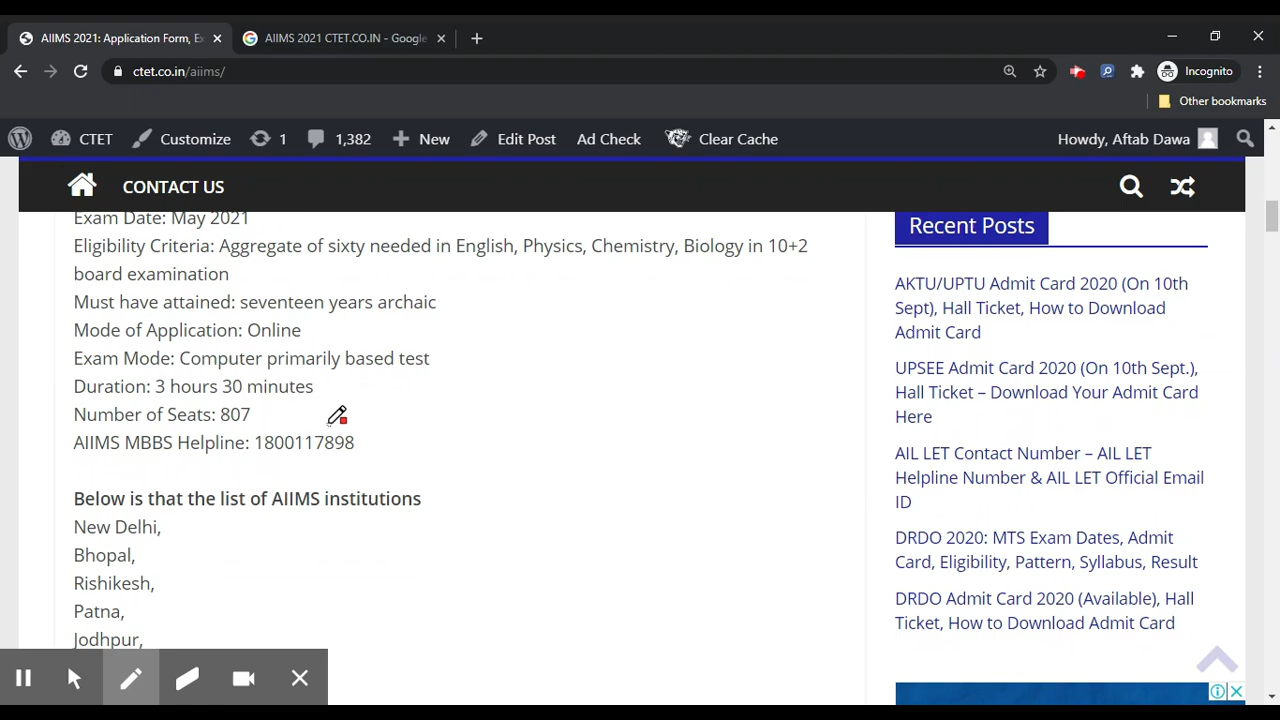 AIIMS 2021: Application Form, Ex
AIIMS 2021 CTET.CO.IN - Google
ctet.co.in/aiims/
Incognito
Other bookmarks
CTET
Customize
1
1,382
New
Edit Post
Ad Check
Clear Cache
Howdy, Aftab Dawa
CONTACT US
Exam Date: May 2021
Eligibility Criteria: Aggregate of sixty needed in English, Physics, Chemistry, Biology in 10+2
board examination
Must have attained: seventeen years archaic
Mode of Application: Online
Exam Mode: Computer primarily based test
Duration: 3 hours 30 minutes
Number of Seats: 807
AIIMS MBBS Helpline: 1800117898
Below is that the list of AIIMS institutions
New Delhi,
Bhopal,
Rishikesh,
Patna,
Jodhpur,
Recent Posts
AKTU/UPTU Admit Card 2020 (On 10th
Sept), Hall Ticket, How to Download
Admit Card
UPSEE Admit Card 2020 (On 10th Sept.),
Hall Ticket – Download Your Admit Card
Here
AIL LET Contact Number – AIL LET
Helpline Number & AIL LET Official Email
ID
DRDO 2020: MTS Exam Dates, Admit
Card, Eligibility, Pattern, Syllabus, Result
DRDO Admit Card 2020 (Available), Hall
Ticket, How to Download Admit Card